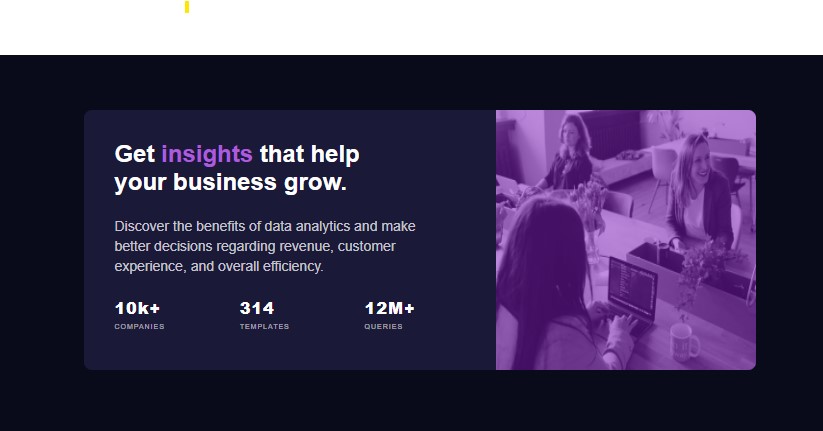 Get insights that help
your business grow.
Discover the benefits of data analytics and make
better decisions regarding revenue, customer
experience, and overall efficiency.
10k+ 314 12M+
COMPANIES TEMPLATES QUERIES